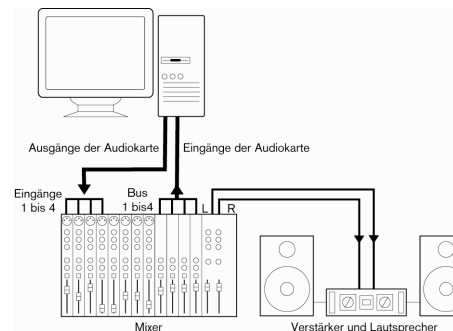 Ausgänge der Audiokarte
Eingänge der Audiokarte
Eingänge
1 bis 4
Bus
1 bis4
L
R
Mixer
Verstärker und Lautsprecher